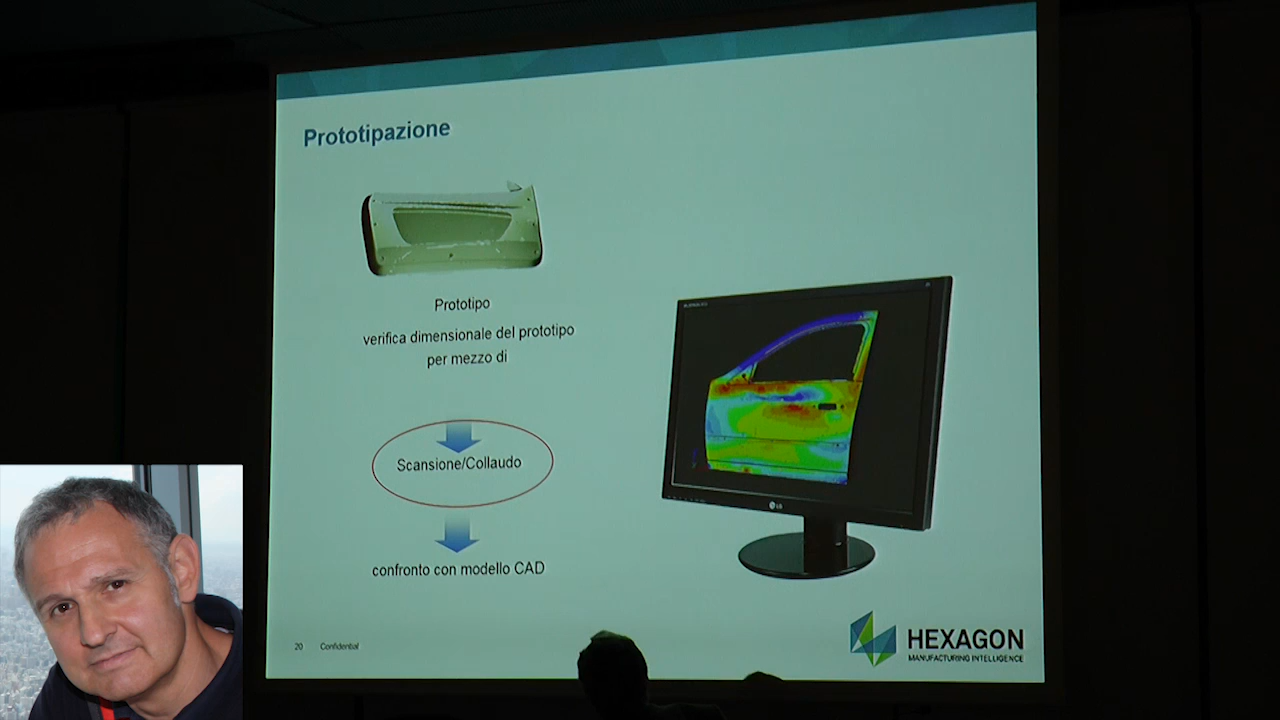 Prototipazione
Prototipo
verifica dimensionale del prototipo
per mezzo di
Scansione/Collaudo
confronto con modello CAD
LG
20 Confidential
HEXAGON
MANUFACTURING INTELLIGENCE